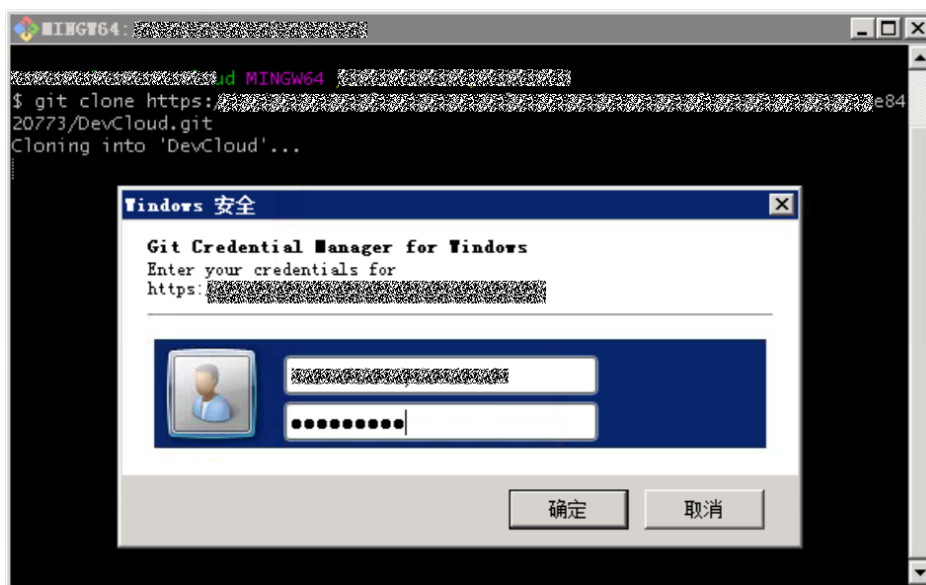 MINGW64:
ud MINGW64
$ git clone https:/e84
20773/DevCloud.git
Cloning into 'DevCloud'...
Windows 安全
Git Credential Manager for Windows
Enter your credentials for
https:
●●●●●●●●●
确定
取消